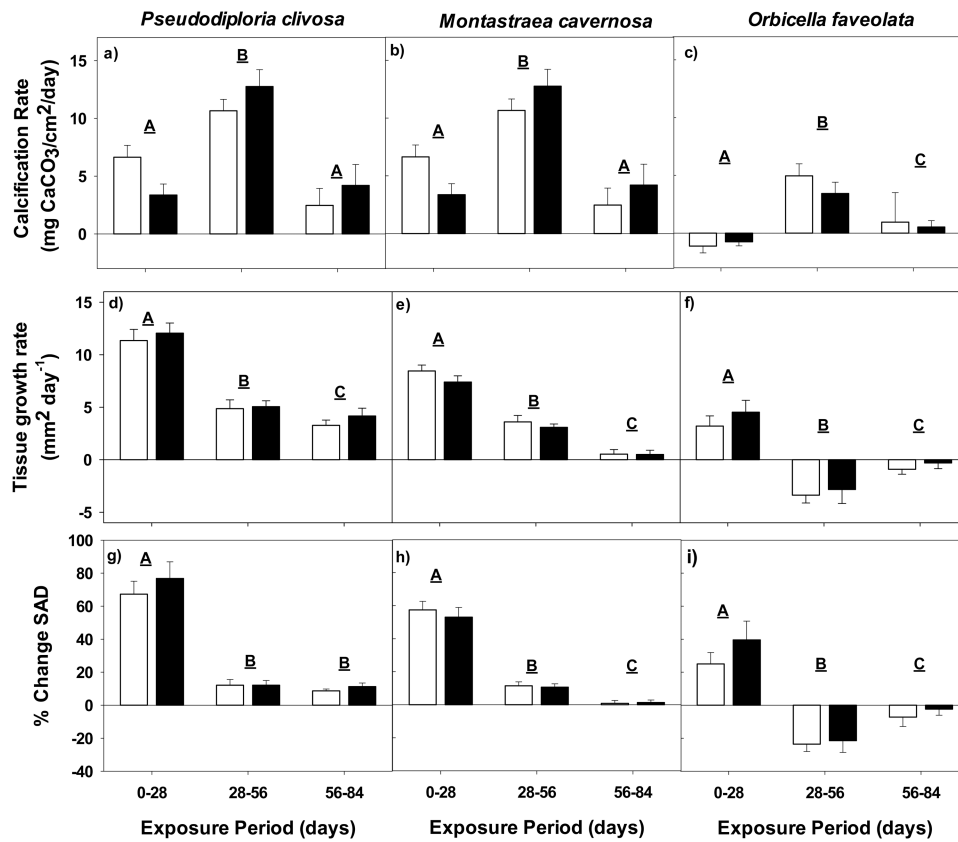 Pseudodiploria clivosa Montastraea cavernosa Orbicella faveolata
Calcification Rate
(mg CaCO3/cm2/day)
15
10
5
0
a)
A
B
A
b)
A
B
A
c)
A
B
C
Tissue growth rate
(mm2 day-1)
15
10
5
0
-5
d)
A
B
C
e)
A
B
C
f)
A
B
C
% Change SAD
100
80
60
40
20
0
-20
-40
g)
A
B
B
h)
A
B
C
i)
A
B
C
0-28 28-56 56-84 0-28 28-56 56-84 0-28 28-56 56-84
Exposure Period (days) Exposure Period (days) Exposure Period (days)